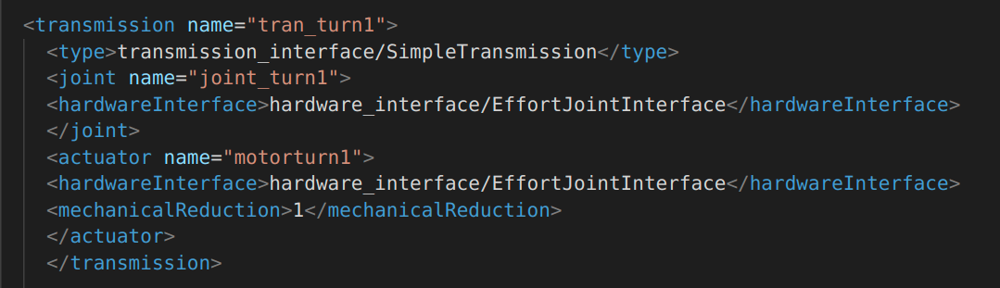 <transmission name="tran_turn1">
<type>transmission_interface/SimpleTransmission</type>
<joint name="joint_turn1">
<hardwareInterface>hardware_interface/EffortJointInterface</hardwareInterface>
</joint>
<actuator name="motorturn1">
<hardwareInterface>hardware_interface/EffortJointInterface</hardwareInterface>
<mechanicalReduction>1</mechanicalReduction>
</actuator>
</transmission>